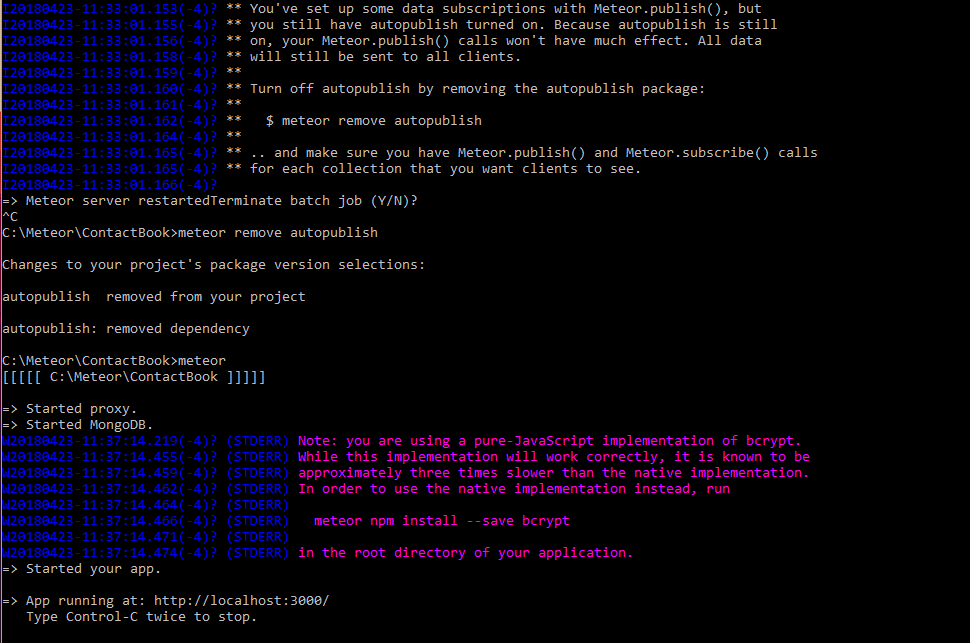 I20180423-11:33:01.153(-4)? ** You've set up some data subscriptions with Meteor.publish(), but
I20180423-11:33:01.155(-4)? ** you still have autopublish turned on. Because autopublish is still
I20180423-11:33:01.156(-4)? ** on, your Meteor.publish() calls won't have much effect. All data
I20180423-11:33:01.158(-4)? ** will still be sent to all clients.
I20180423-11:33:01.159(-4)? **
I20180423-11:33:01.160(-4)? ** Turn off autopublish by removing the autopublish package:
I20180423-11:33:01.161(-4)? **
I20180423-11:33:01.162(-4)? **   $ meteor remove autopublish
I20180423-11:33:01.164(-4)? **
I20180423-11:33:01.165(-4)? ** .. and make sure you have Meteor.publish() and Meteor.subscribe() calls
I20180423-11:33:01.165(-4)? ** for each collection that you want clients to see.
I20180423-11:33:01.166(-4)?
=> Meteor server restartedTerminate batch job (Y/N)?
^C
C:\Meteor\ContactBook>meteor remove autopublish
Changes to your project's package version selections:
autopublish  removed from your project
autopublish: removed dependency
C:\Meteor\ContactBook>meteor
[[[[[ C:\Meteor\ContactBook ]]]]]
=> Started proxy.
=> Started MongoDB.
W20180423-11:37:14.219(-4)? (STDERR) Note: you are using a pure-JavaScript implementation of bcrypt.
W20180423-11:37:14.455(-4)? (STDERR) While this implementation will work correctly, it is known to be
W20180423-11:37:14.459(-4)? (STDERR) approximately three times slower than the native implementation.
W20180423-11:37:14.462(-4)? (STDERR) In order to use the native implementation instead, run
W20180423-11:37:14.464(-4)? (STDERR)
W20180423-11:37:14.466(-4)? (STDERR)   meteor npm install --save bcrypt
W20180423-11:37:14.471(-4)? (STDERR)
W20180423-11:37:14.474(-4)? (STDERR) in the root directory of your application.
=> Started your app.
=> App running at: http://localhost:3000/
   Type Control-C twice to stop.